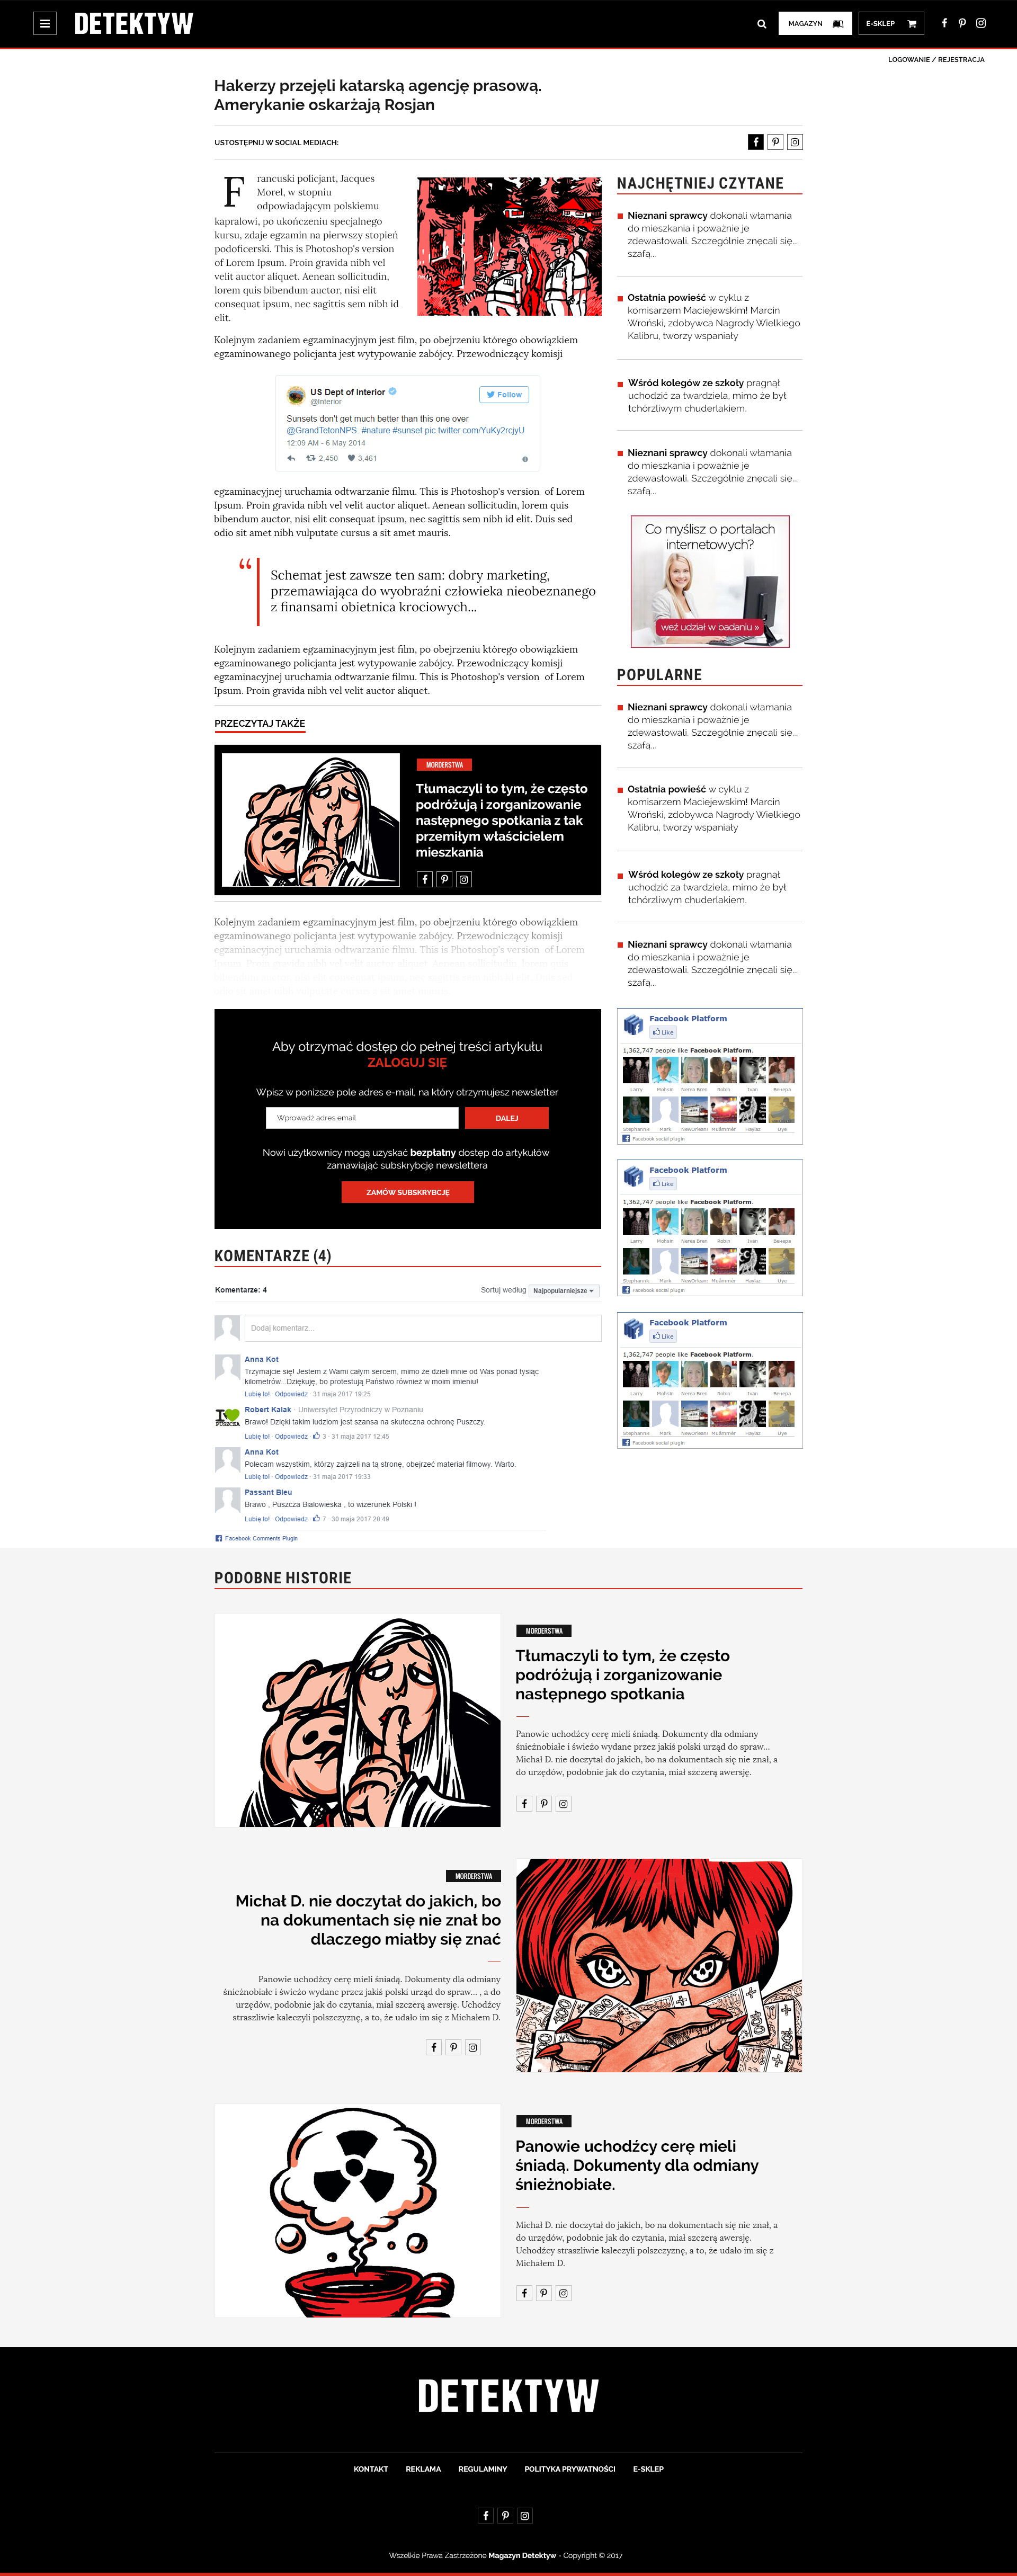 DETEKTYW
MAGAZYN
E-SKLEP
LOGOWANIE / REJESTRACJA
Hakerzy przejęli katarską agencję prasową.
Amerykanie oskarżają Rosjan
USTOSTĘPNIJ W SOCIAL MEDIACH:
Francuski policjant, Jacques
Morel, w stopniu
odpowiadającym polskiemu
kapralowi, po ukończeniu specjalnego
kursu, zdaje egzamin na pierwszy stopień
podoficerski. This is Photoshop's version
of Lorem Ipsum. Proin gravida nibh vel
velit auctor aliquet. Aenean sollicitudin,
lorem quis bibendum auctor, nisi elit
consequat ipsum, nec sagittis sem nibh id
elit.
Kolejnym zadaniem egzaminacyjnym jest film, po obejrzeniu którego obowiązkiem
egzaminowanego policjanta jest wytypowanie zabójcy. Przewodniczący komisji
US Dept of Interior
@Interior
Follow
Sunsets don't get much better than this one over
@GrandTetonNPS. #nature #sunset pic.twitter.com/YuKy2rcjyU
12:09 AM - 6 May 2014
2,450 3,461
egzaminacyjnej uruchamia odtwarzanie filmu. This is Photoshop's version of Lorem
Ipsum. Proin gravida nibh vel velit auctor aliquet. Aenean sollicitudin, lorem quis
bibendum auctor, nisi elit consequat ipsum, nec sagittis sem nibh id elit. Duis sed
odio sit amet nibh vulputate cursus a sit amet mauris.
“
Schemat jest zawsze ten sam: dobry marketing,
przemawiająca do wyobraźni człowieka nieobeznanego
z finansami obietnica krociowych...
Kolejnym zadaniem egzaminacyjnym jest film, po obejrzeniu którego obowiązkiem
egzaminowanego policjanta jest wytypowanie zabójcy. Przewodniczący komisji
egzaminacyjnej uruchamia odtwarzanie filmu. This is Photoshop's version of Lorem
Ipsum. Proin gravida nibh vel velit auctor aliquet.
PRZECZYTAJ TAKŻE
MORDERSTWA
Tłumaczyli to tym, że często
podróżują i zorganizowanie
następnego spotkania z tak
przemiłym właścicielem
mieszkania
Kolejnym zadaniem egzaminacyjnym jest film, po obejrzeniu którego obowiązkiem
egzaminowanego policjanta jest wytypowanie zabójcy. Przewodniczący komisji
egzaminacyjnej uruchamia odtwarzanie filmu. This is Photoshop's version of Lorem
Aby otrzymać dostęp do pełnej treści artykułu
ZALOGUJ SIĘ
Wpisz w poniższe pole adres e-mail, na który otrzymujesz newsletter
Wprowadź adres email
DALEJ
Nowi użytkownicy mogą uzyskać bezpłatny dostęp do artykułów
zamawiając subskrybcję newslettera
ZAMÓW SUBSKRYBCJĘ
NAJCHĘTNIEJ CZYTANE
Nieznani sprawcy dokonali włamania
do mieszkania i poważnie je
zdewastowali. Szczególnie znęcali się...
szafą...
Ostatnia powieść w cyklu z
komisarzem Maciejewskim! Marcin
Wroński, zdobywca Nagrody Wielkiego
Kalibru, tworzy wspaniały
Wśród kolegów ze szkoły pragnął
uchodzić za twardziela, mimo że był
tchórzliwym chuderlakiem.
Nieznani sprawcy dokonali włamania
do mieszkania i poważnie je
zdewastowali. Szczególnie znęcali się...
szafą...
Co myślisz o portalach
internetowych?
weź udział w badaniu »
POPULARNE
Nieznani sprawcy dokonali włamania
do mieszkania i poważnie je
zdewastowali. Szczególnie znęcali się...
szafą...
Ostatnia powieść w cyklu z
komisarzem Maciejewskim! Marcin
Wroński, zdobywca Nagrody Wielkiego
Kalibru, tworzy wspaniały
Wśród kolegów ze szkoły pragnął
uchodzić za twardziela, mimo że był
tchórzliwym chuderlakiem.
Nieznani sprawcy dokonali włamania
do mieszkania i poważnie je
zdewastowali. Szczególnie znęcali się...
szafą...
Facebook Platform
Like
1,362,747 people like Facebook Platform.
Larry Mohsin Nerea Bren Robin Ivan Венера
Stephanne Mark NewOrlean Muåmmër Hayləz Uye
Facebook social plugin
Facebook Platform
Like
1,362,747 people like Facebook Platform.
Larry Mohsin Nerea Bren Robin Ivan Венера
Stephanne Mark NewOrlean Muåmmër Hayləz Uye
Facebook social plugin
Facebook Platform
Like
1,362,747 people like Facebook Platform.
Larry Mohsin Nerea Bren Robin Ivan Венера
Stephanne Mark NewOrlean Muåmmër Hayləz Uye
Facebook social plugin
KOMENTARZE (4)
Komentarze: 4
Sortuj według Najpopularniejsze
Dodaj komentarz...
Anna Kot
Trzymajcie się! Jestem z Wami całym sercem, mimo że dzieli mnie od Was ponad tysiąc
kilometrów...Dziękuję, bo protestują Państwo również w moim imieniu!
Lubię to! · Odpowiedz · 31 maja 2017 19:25
Robert Kalak · Uniwersytet Przyrodniczy w Poznaniu
Brawo! Dzięki takim ludziom jest szansa na skuteczna ochronę Puszczy.
Lubię to! · Odpowiedz · 3 · 31 maja 2017 12:45
Anna Kot
Polecam wszystkim, którzy zajrzeli na tą stronę, obejrzeć materiał filmowy. Warto.
Lubię to! · Odpowiedz · 31 maja 2017 19:33
Passant Bleu
Brawo , Puszcza Bialowieska , to wizerunek Polski !
Lubię to! · Odpowiedz · 7 · 30 maja 2017 20:49
Facebook Comments Plugin
PODOBNE HISTORIE
MORDERSTWA
Tłumaczyli to tym, że często
podróżują i zorganizowanie
następnego spotkania
Panowie uchodźcy cerę mieli śniadą. Dokumenty dla odmiany
śnieżnobiałe i świeżo wydane przez jakiś polski urząd do spraw...
Michał D. nie doczytał do jakich, bo na dokumentach się nie znał, a
do urzędów, podobnie jak do czytania, miał szczerą awersję.
MORDERSTWA
Michał D. nie doczytał do jakich, bo
na dokumentach się nie znał bo
dlaczego miałby się znać
Panowie uchodźcy cerę mieli śniadą. Dokumenty dla odmiany
śnieżnobiałe i świeżo wydane przez jakiś polski urząd do spraw... , a do
urzędów, podobnie jak do czytania, miał szczerą awersję. Uchodźcy
straszliwie kaleczyli polszczyznę, a to, że udało im się z Michałem D.
MORDERSTWA
Panowie uchodźcy cerę mieli
śniadą. Dokumenty dla odmiany
śnieżnobiałe.
Michał D. nie doczytał do jakich, bo na dokumentach się nie znał, a
do urzędów, podobnie jak do czytania, miał szczerą awersję.
Uchodźcy straszliwie kaleczyli polszczyznę, a to, że udało im się z
Michałem D.
DETEKTYW
KONTAKT
REKLAMA
REGULAMINY
POLITYKA PRYWATNOŚCI
E-SKLEP
Wszelkie Prawa Zastrzeżone Magazyn Detektyw - Copyright © 2017